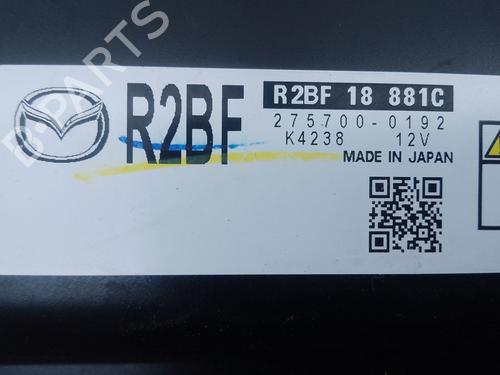 R2BF
R2BF 18 881C
275700-0192
K4238 12V
MADE IN JAPAN
D-PARTS